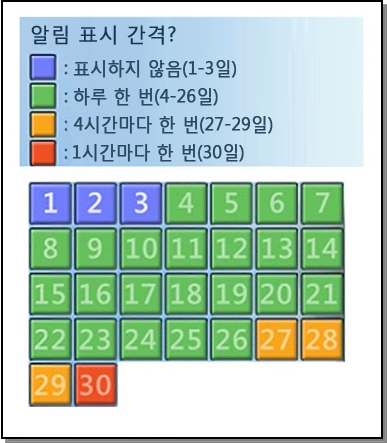 알림 표시 간격?
: 표시하지 않음(1-3일)
: 하루 한 번(4-26일)
: 4시간마다 한 번(27-29일)
: 1시간마다 한 번(30일)
1 2 3 4 5 6 7
8 9 10 11 12 13 14
15 16 17 18 19 20 21
22 23 24 25 26 27 28
29 30